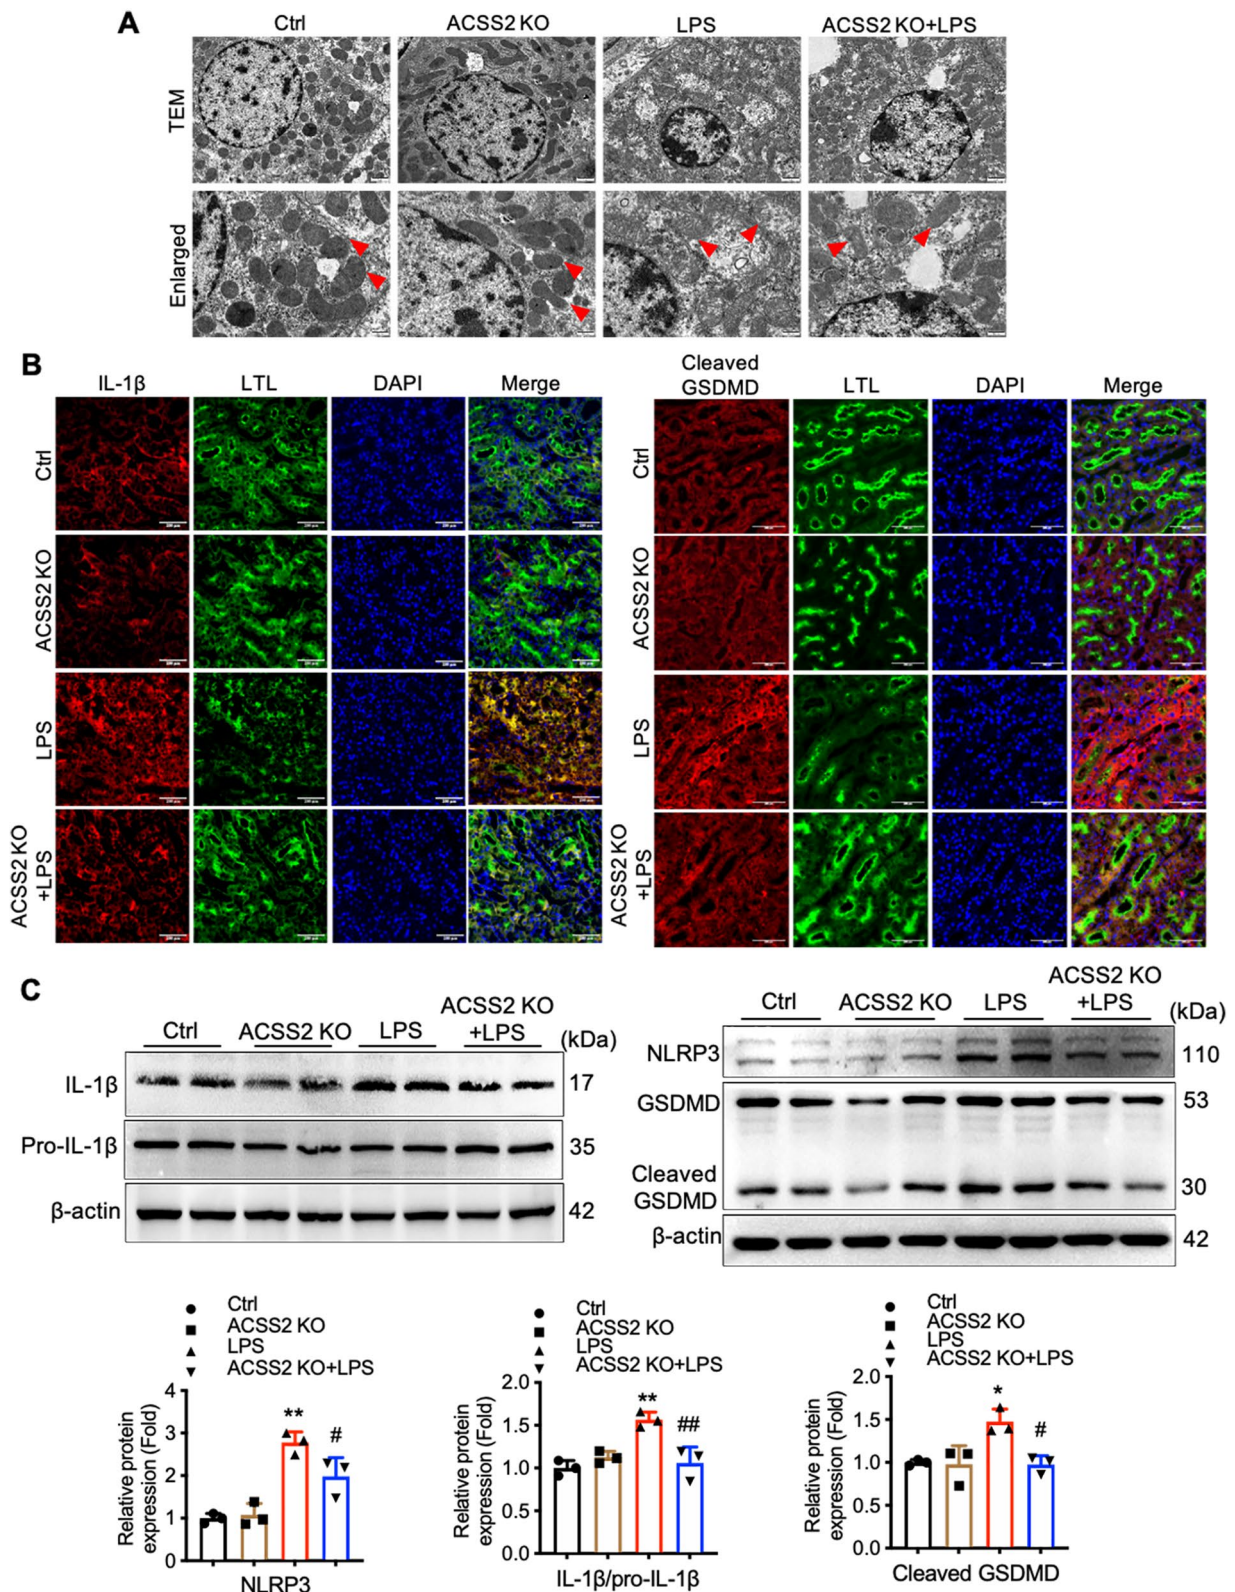 A
Ctrl ACSS2 KO LPS ACSS2 KO+LPS
TEM
Enlarged
B
IL-1β LTL DAPI Merge
Ctrl
ACSS2 KO
LPS
ACSS2 KO
+LPS
Cleaved
GSDMD LTL DAPI Merge
Ctrl
ACSS2 KO
LPS
ACSS2 KO
+LPS
C
Ctrl ACSS2 KO LPS ACSS2 KO
+LPS (kDa)
IL-1β 17
Pro-IL-1β 35
β-actin 42
Ctrl ACSS2 KO LPS ACSS2 KO
+LPS (kDa)
NLRP3 110
GSDMD 53
Cleaved
GSDMD 30
β-actin 42
Ctrl
ACSS2 KO
LPS
ACSS2 KO+LPS
Relative protein
expression (Fold)
4
3
2
1
0
**
#
NLRP3
Ctrl
ACSS2 KO
LPS
ACSS2 KO+LPS
Relative protein
expression (Fold)
2.0
1.5
1.0
0.5
0.0
**
##
IL-1β/pro-IL-1β
Ctrl
ACSS2 KO
LPS
ACSS2 KO+LPS
Relative protein
expression (Fold)
2.0
1.5
1.0
0.5
0.0
*
#
Cleaved GSDMD